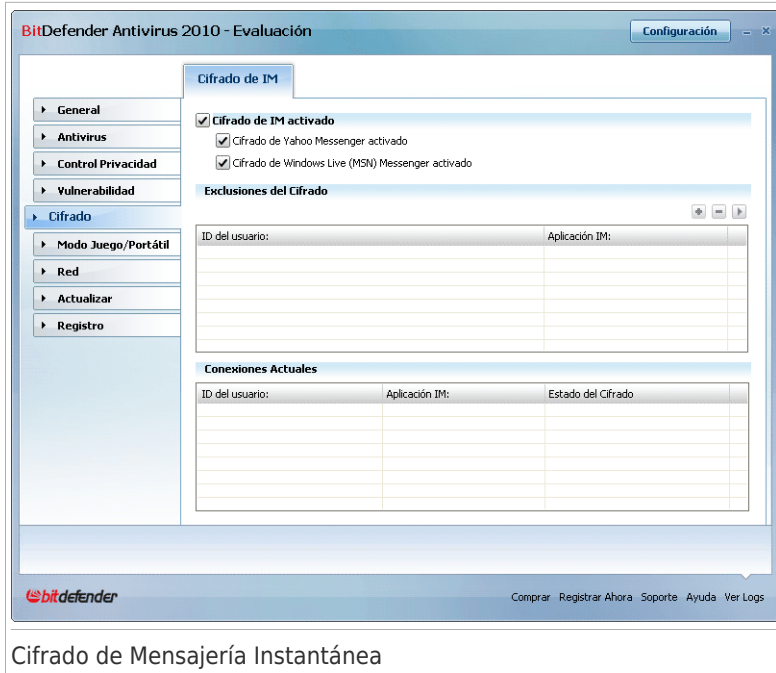 BitDefender Antivirus 2010 - Evaluación
Configuración
Cifrado de IM
General
Antivirus
Control Privacidad
Vulnerabilidad
Cifrado
Modo Juego/Portátil
Red
Actualizar
Registro
Cifrado de IM activado
Cifrado de Yahoo Messenger activado
Cifrado de Windows Live (MSN) Messenger activado
Exclusiones del Cifrado
ID del usuario: Aplicación IM:
Conexiones Actuales
ID del usuario: Aplicación IM: Estado del Cifrado
bitdefender
Comprar Registrar Ahora Soporte Ayuda Ver Logs
Cifrado de Mensajería Instantánea